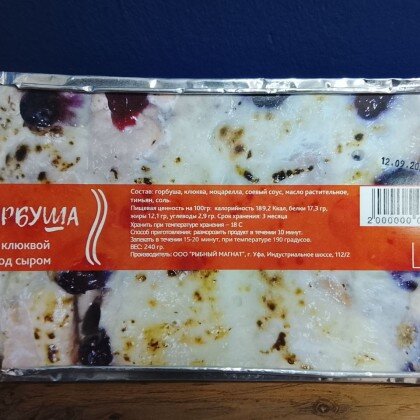 12.09.20
РБУША
КЛЮКВОЙ
ОД СЫРОМ
Состав: горбуша, клюква, моцарелла, соевый соус, масло растительное,
тимьян, соль.
Пищевая ценность на 100гр: калорийность 189,2 Ккал, белки 17,3 гр,
жиры 12,1 гр, углеводы 2,9 гр. Срок хранения: 3 месяца
Хранить при температуре хранения – 18 С
Способ приготовления: разморозить продукт в течении 30 минут.
Запекать в течении 15-20 минут, при температуре 190 градусов.
ВЕС: 240 гр.
Производитель: ООО "РЫБНЫЙ МАГНАТ", г. Уфа, Индустриальное шоссе, 112/2